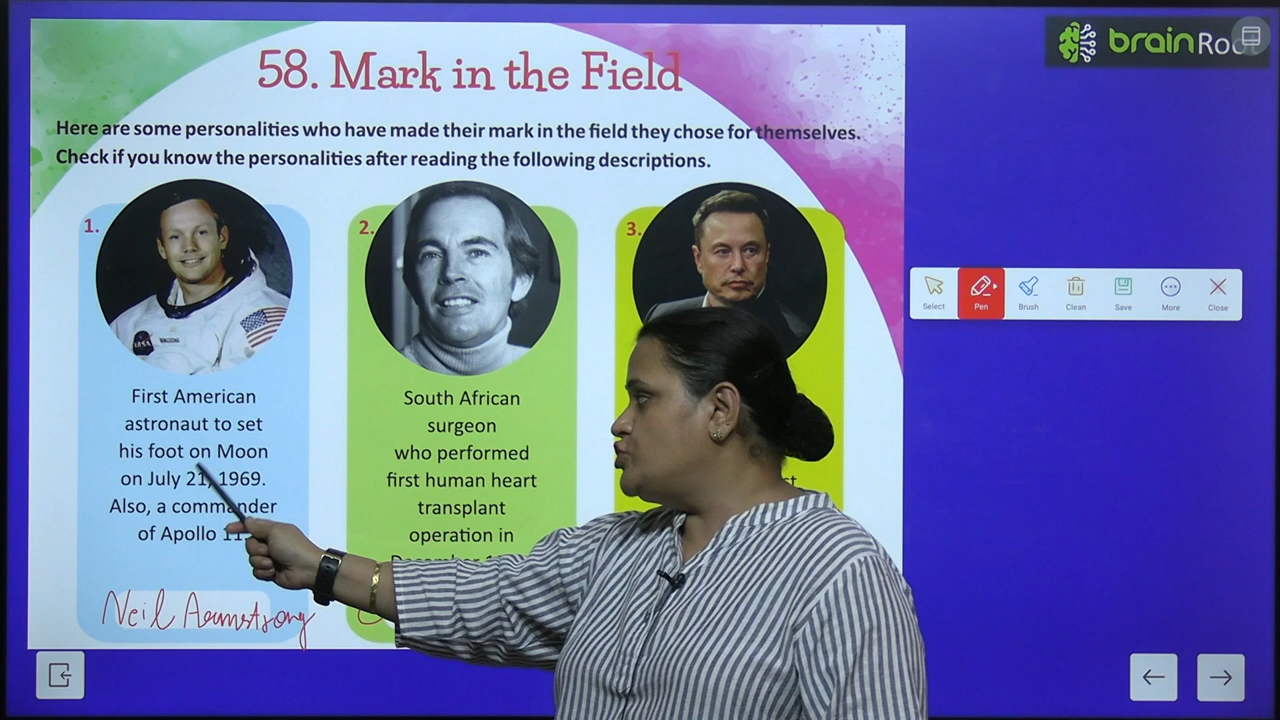 brainRo
58. Mark in the Field
Here are some personalities who have made their mark in the field they chose for themselves.
Check if you know the personalities after reading the following descriptions.
1.
2.
3.
NASA
First American
astronaut to set
his foot on Moon
on July 21, 1969.
Also, a commander
of Apollo 11
Neil Armstrong
South African
surgeon
who performed
first human heart
transplant
operation in
Select
Pen
Brush
Clean
Save
More
Close